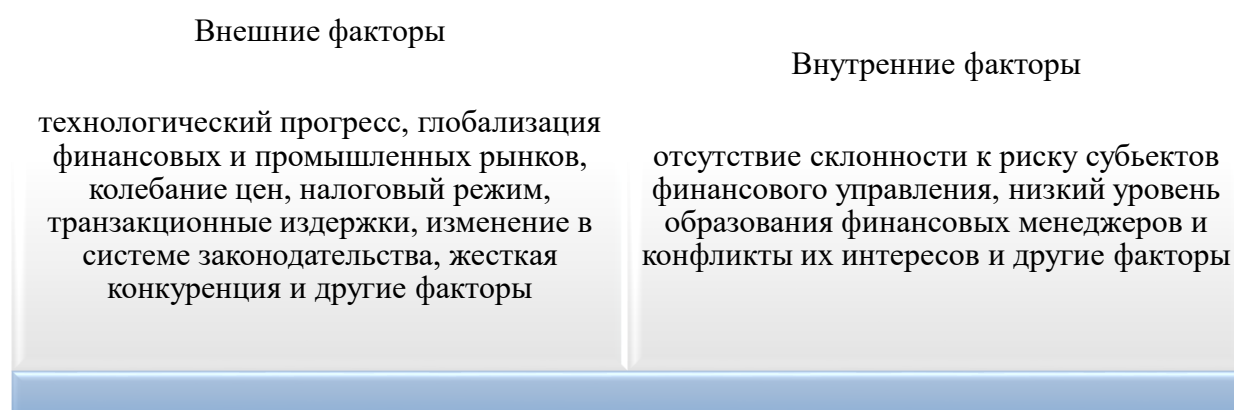 Внешние факторы
технологический прогресс, глобализация
финансовых и промышленных рынков,
колебание цен, налоговый режим,
транзакционные издержки, изменение в
системе законодательства, жесткая
конкуренция и другие факторы
Внутренние факторы
отсутствие склонности к риску субьектов
финансового управления, низкий уровень
образования финансовых менеджеров и
конфликты их интересов и другие факторы